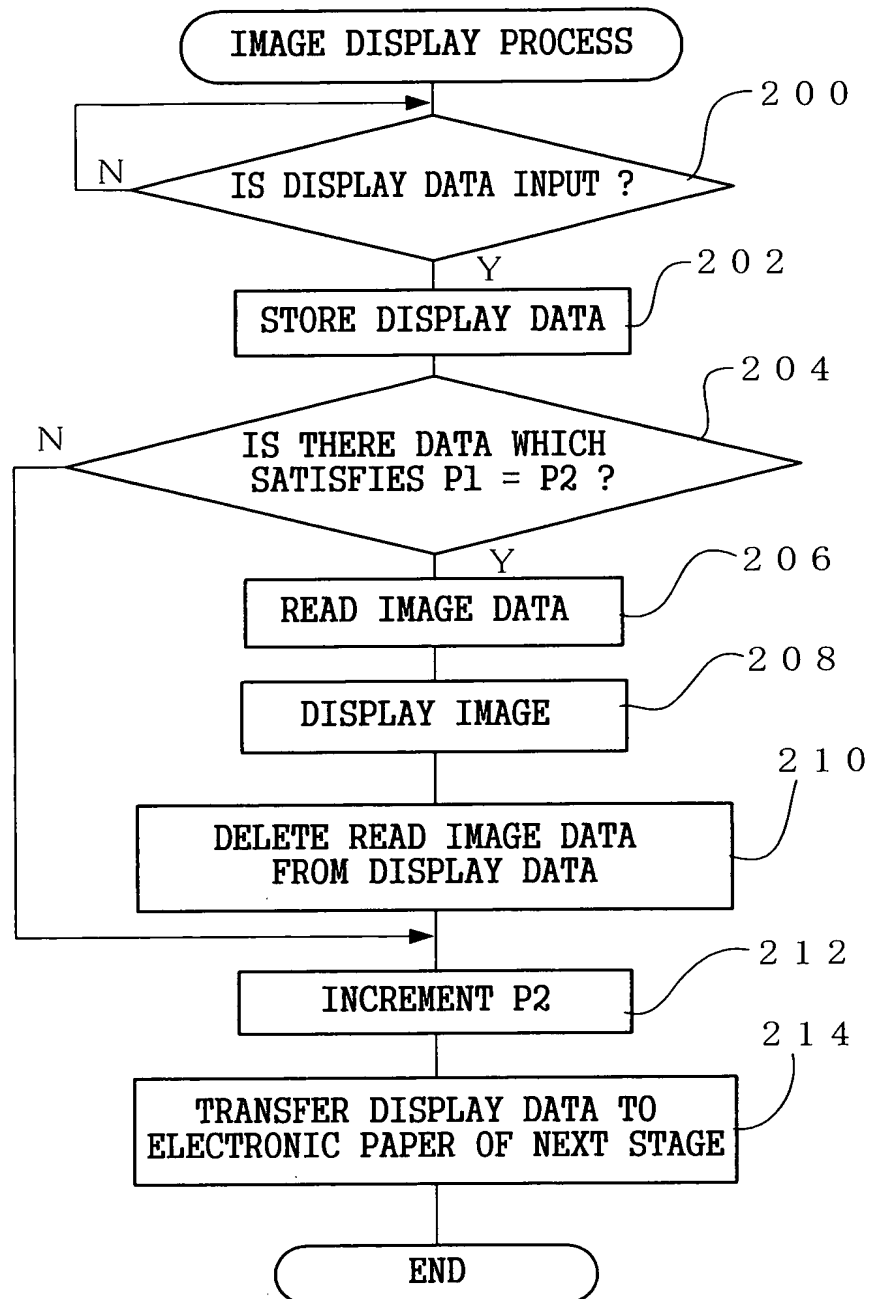 IMAGE DISPLAY PROCESS
200
N
IS DISPLAY DATA INPUT ?
Y
202
STORE DISPLAY DATA
204
N
IS THERE DATA WHICH
SATISFIES P1 = P2 ?
Y
206
READ IMAGE DATA
208
DISPLAY IMAGE
210
DELETE READ IMAGE DATA
FROM DISPLAY DATA
212
INCREMENT P2
214
TRANSFER DISPLAY DATA TO
ELECTRONIC PAPER OF NEXT STAGE
END